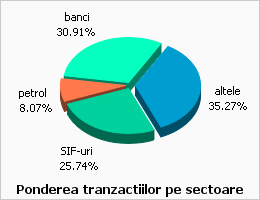 banci
30.91%
petrol
8.07%
altele
35.27%
SIF-uri
25.74%
Ponderea tranzactiilor pe sectoare